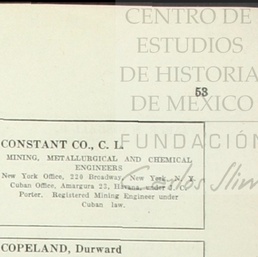 CENTRO DE
ESTUDIOS
DE HISTORIA
53
DE MEXICO
FUNDACIÓN
Carlos Slim
CONSTANT CO., C. L.
MINING, METALLURGICAL AND CHEMICAL
ENGINEERS
New York Office, 220 Broadway, New York, N. Y.
Cuban Office, Amargura 23, Havana, under J. C.
Porter. Registered Mining Engineer under
Cuban law.
COPELAND, Durward